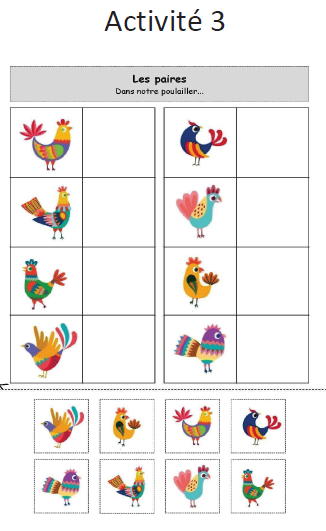 Activité 3
Les paires
Dans notre poulailler...